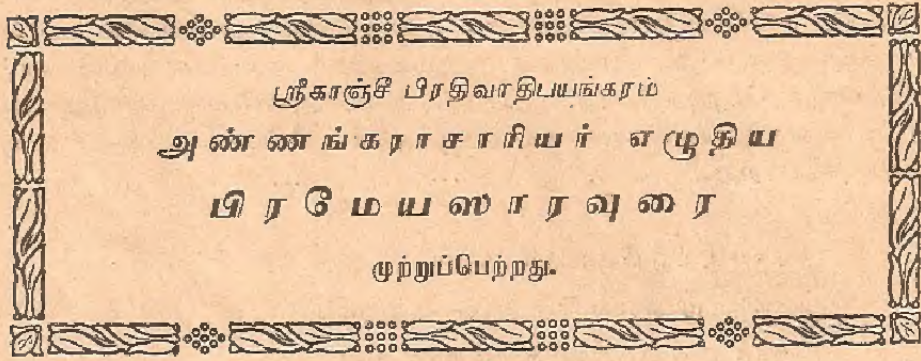 ஸ்ரீகாஞ்சீ பிரதிவாதிபயங்கரம்
அண்ணங்கராசாரியர் எழுதிய
பிரமேயஸாரவுரை
முற்றுப்பெற்றது.